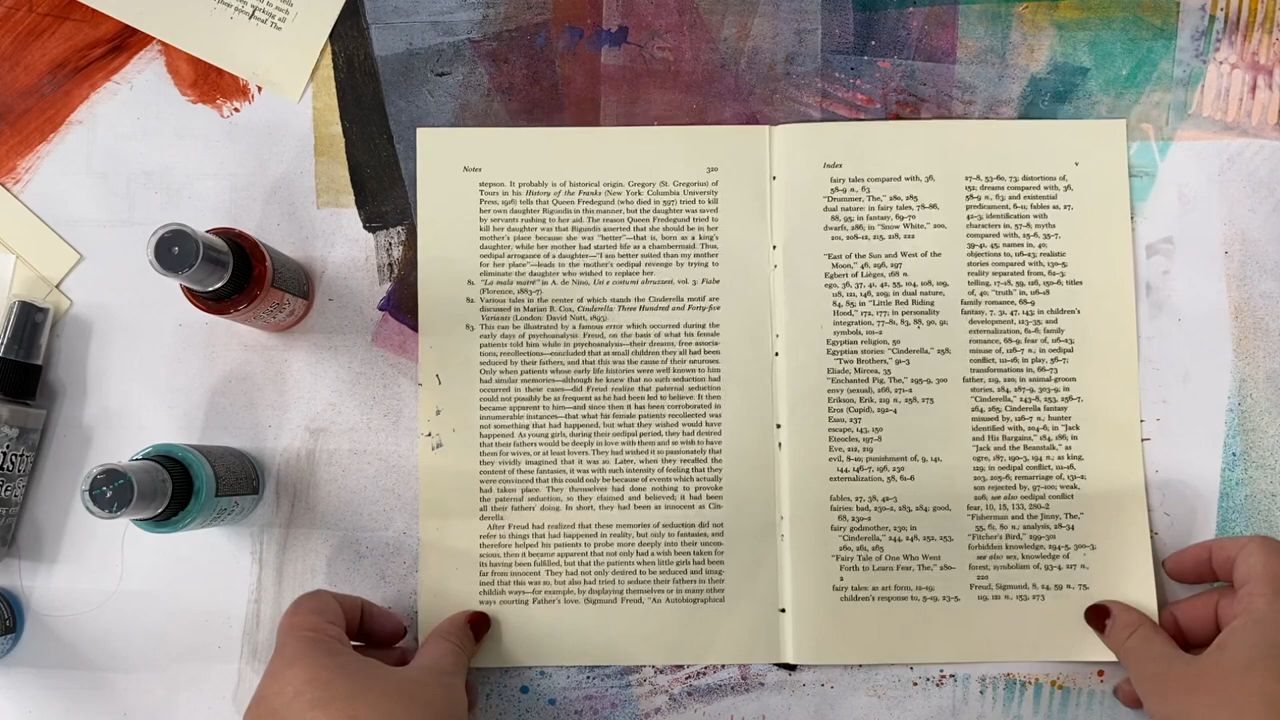 tells
to such
en working all
their own meal. The
Notes 320
stepson. It probably is of historical origin. Gregory (St. Gregorius) of
Tours in his History of the Franks (New York: Columbia University
Press, 1916) tells that Queen Fredegund (who died in 597) tried to kill
her own daughter Rigundis in this manner, but the daughter was saved
by servants rushing to her aid. The reason Queen Fredegund tried to
kill her daughter was that Rigundis asserted that she should be in her
mother's place because she was "better"—that is, born as a king's
daughter, while her mother had started life as a chambermaid. Thus,
oedipal arrogance of a daughter—"I am better suited than my mother
for her place"—leads to the mother's oedipal revenge by trying to
eliminate the daughter who wished to replace her.
81. "La mala matrè" in A. de Nino, Usi e costumi abruzzesi, vol. 3: Fiabe
(Florence, 1883-7).
82. Various tales in the center of which stands the Cinderella motif are
discussed in Marian R. Cox, Cinderella: Three Hundred and Forty-five
Variants (London: David Nutt, 1893).
83. This can be illustrated by a famous error which occurred during the
early days of psychoanalysis. Freud, on the basis of what his female
patients told him while in psychoanalysis—their dreams, free associa-
tions, recollections—concluded that as small children they all had been
seduced by their fathers, and that this was the cause of their neuroses.
Only when patients whose early life histories were well known to him
had similar memories—although he knew that no such seduction had
occurred in these cases—did Freud realize that paternal seduction
could not possibly be as frequent as he had been led to believe. It then
became apparent to him—and since then it has been corroborated in
innumerable instances—that what his female patients recollected was
not something that had happened, but what they wished would have
happened. As young girls, during their oedipal period, they had desired
that their fathers would be deeply in love with them and so wish to have
them for wives, or at least lovers. They had wished it so passionately that
they vividly imagined that it was so. Later, when they recalled the
content of these fantasies, it was with such intensity of feeling that they
were convinced that this could only be because of events which actually
had taken place. They themselves had done nothing to provoke
the paternal seduction, so they claimed and believed; it had been
all their fathers' doing. In short, they had been as innocent as Cin-
derella.
After Freud had realized that these memories of seduction did not
refer to things that had happened in reality, but only to fantasies, and
therefore helped his patients to probe more deeply into their uncon-
scious, then it became apparent that not only had a wish been taken for
its having been fulfilled, but that the patients when little girls had been
far from innocent. They had not only desired to be seduced and imag-
ined that this was so, but also had tried to seduce their fathers in their
childish ways—for example, by displaying themselves or in many other
ways courting Father's love. (Sigmund Freud, "An Autobiographical
Index v
fairy tales compared with, 36,
58-9 n., 63
"Drummer, The," 280, 285
dual nature: in fairy tales, 78-86,
88, 95; in fantasy, 69-70
dwarfs, 286; in "Snow White," 200,
201, 208-12, 215, 218, 222
"East of the Sun and West of the
Moon," 46, 296, 297
Egbert of Lièges, 168 n.
ego, 36, 37, 41, 42, 55, 104, 108, 109,
118, 121, 146, 209; in dual nature,
84, 85; in "Little Red Riding
Hood," 172, 177; in personality
integration, 77-81, 83, 88, 90, 91;
symbols, 101-2
Egyptian religion, 50
Egyptian stories: "Cinderella," 258;
"Two Brothers," 91-3
Eliade, Mircea, 35
"Enchanted Pig, The," 295-9, 300
envy (sexual), 266, 271-2
Erikson, Erik, 219 n., 258, 275
Eros (Cupid), 292-4
Esau, 237
escape, 143, 150
Eteocles, 197-8
Eve, 212, 219
evil, 8-10; punishment of, 9, 141,
144, 146-7, 196, 230
externalization, 58, 61-6
fables, 27, 38, 42-3
fairies: bad, 230-2, 283, 284; good,
68, 230-2
fairy godmother, 230; in
"Cinderella," 244, 248, 252, 253,
260, 261, 265
"Fairy Tale of One Who Went
Forth to Learn Fear, The," 280-
2
fairy tales: as art form, 12-19;
children's response to, 5-19, 23-5,
27-8, 53-60, 73; distortions of,
152; dreams compared with, 36,
58-9 n., 63; and existential
predicament, 6-11; fables as, 27,
42-3; identification with
characters in, 57-8; myths
compared with, 25-6, 35-7,
39-41, 45; names in, 40;
objections to, 116-23; realistic
stories compared with, 130-5;
reality separated from, 62-3;
telling, 17-18, 59, 126, 150-6; titles
of, 40; "truth" in, 116-18
family romance, 68-9
fantasy, 7, 31, 47, 143; in children's
development, 123-35; and
externalization, 61-6; family
romance, 68-9; fear of, 116-23;
misuse of, 126-7 n.; in oedipal
conflict, 111-16; in play, 56-7;
transformations in, 66-73
father, 219, 220; in animal-groom
stories, 284, 287-9, 303-9; in
"Cinderella," 243-8, 253, 256-7,
264, 265; Cinderella fantasy
misused by, 126-7 n.; hunter
identified with, 204-6; in "Jack
and His Bargains," 184, 186; in
"Jack and the Beanstalk," as
ogre, 187, 190-3, 194 n.; as king,
129; in oedipal conflict, 111-16,
203, 205-6; remarriage of, 131-2;
son rejected by, 97-100; weak,
206, see also oedipal conflict
fear, 10, 15, 133, 280-2
"Fisherman and the Jinny, The,"
55, 62, 80 n.; analysis, 28-34
"Fitcher's Bird," 299-301
forbidden knowledge, 294-5, 300-3;
see also sex, knowledge of
forest, symbolism of, 93-4, 217 n.,
220
Freud, Sigmund, 8, 24, 59 n., 75,
119, 121 n., 153, 273